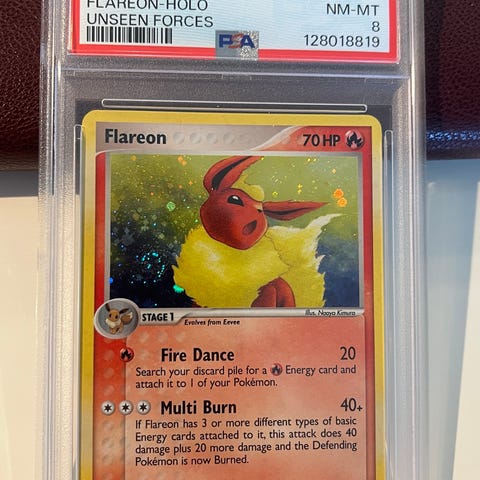 FLAREON-HOLO
NM-MT
UNSEEN FORCES
8
PSA
128018819
Flareon
70 HP
Illus. Naoyo Kimura
STAGE 1
Evolves from Eevee
Fire Dance 20
Search your discard pile for a Energy card and
attach it to 1 of your Pokémon.
Multi Burn 40+
If Flareon has 3 or more different types of basic
Energy cards attached to it, this attack does 40
damage plus 20 more damage and the Defending
Pokémon is now Burned.